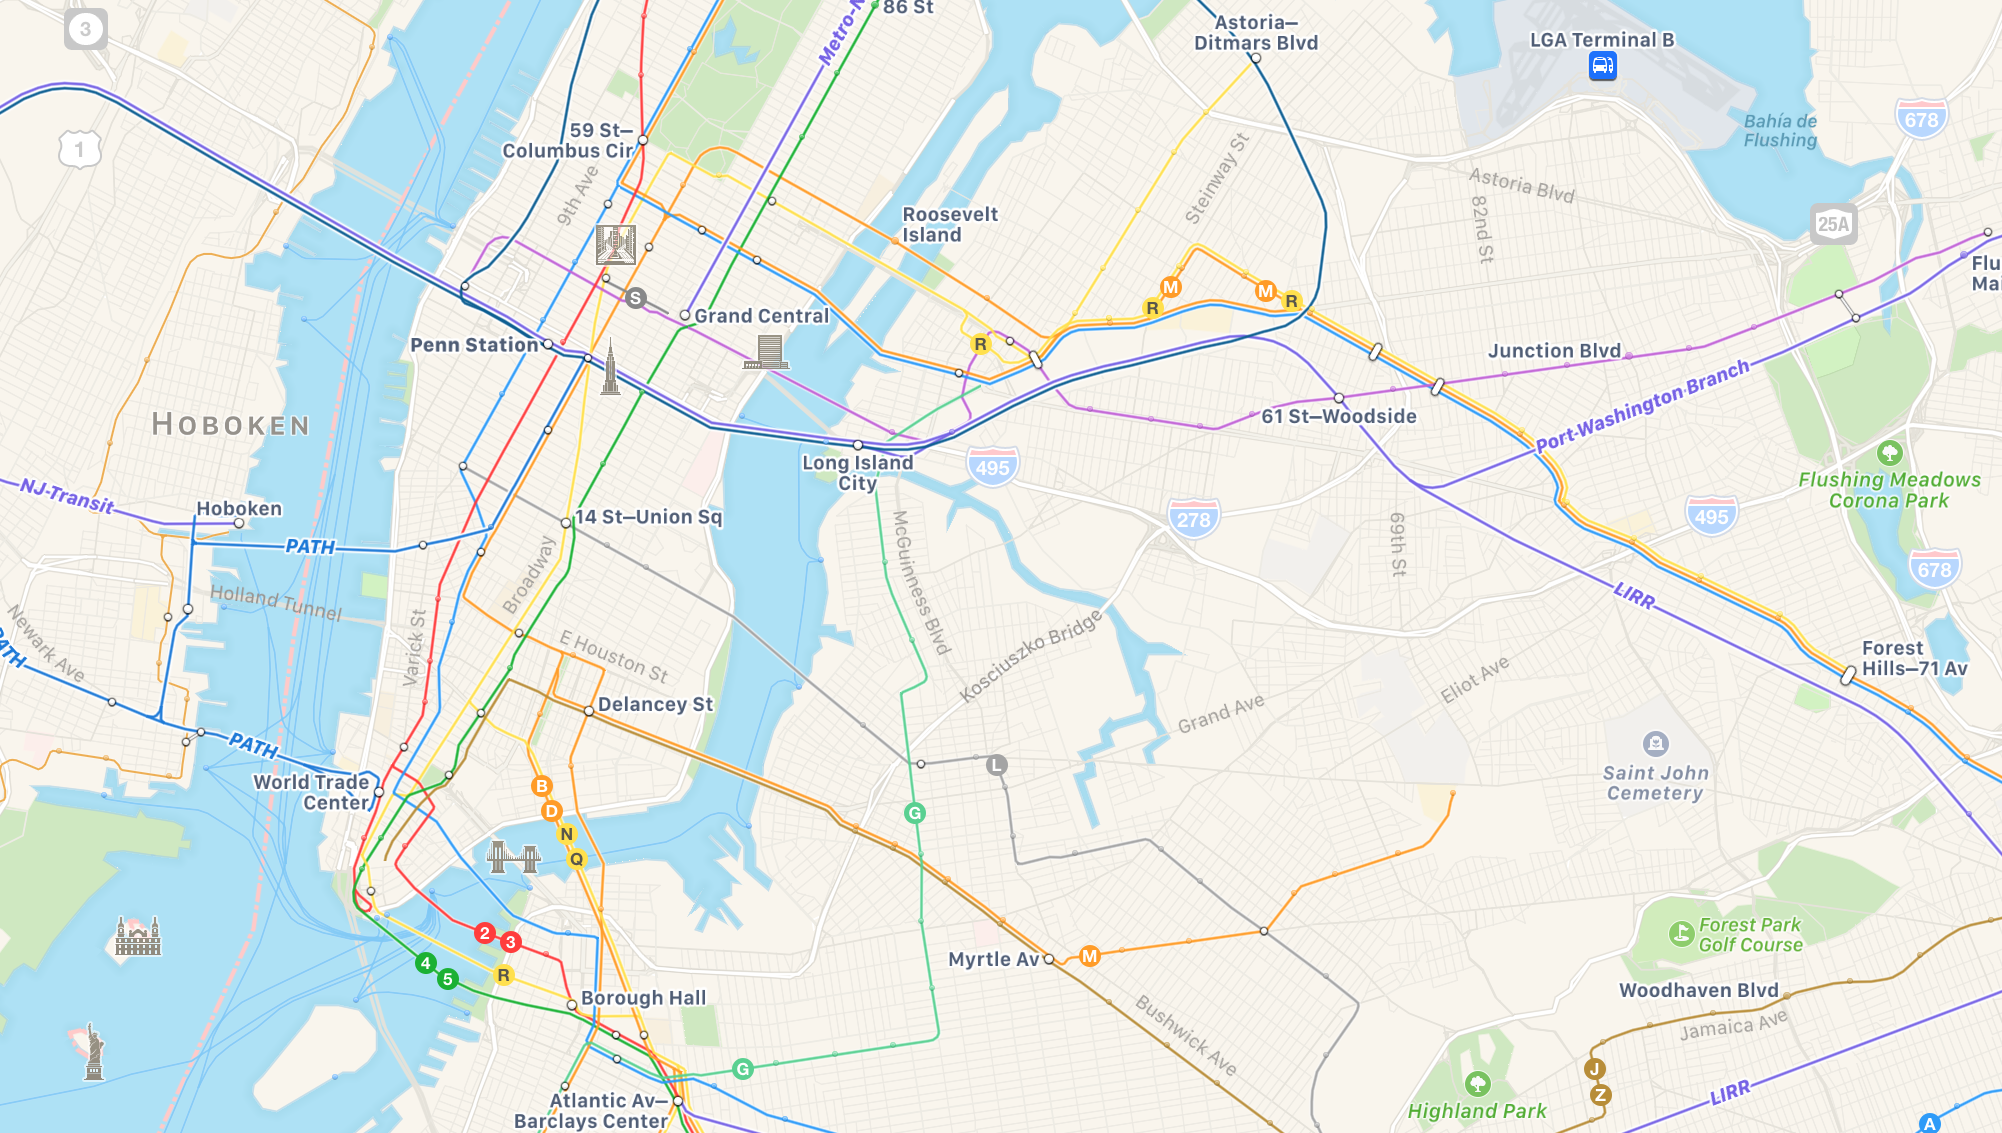 3
86 St
Metro-N
Astoria–
Ditmars Blvd
LGA Terminal B
678
Bahía de
Flushing
1
59 St–
Columbus Cir
9th Ave
Steinway St
Astoria Blvd
82nd St
25A
Roosevelt
Island
Flu
Mai
M
M
R
R
R
S
Grand Central
Penn Station
Junction Blvd
61 St–Woodside
Port Washington Branch
HOBOKEN
Long Island
City
495
Flushing Meadows
Corona Park
NJ-Transit
Hoboken
14 St–Union Sq
278
495
PATH
McGuinness Blvd
69th St
678
Broadway
Holland Tunnel
LIRR
Newark Ave
PATH
Varick St
E Houston St
Kosciuszko Bridge
Forest
Hills–71 Av
Eliot Ave
Delancey St
Grand Ave
PATH
World Trade
Center
L
Saint John
Cemetery
B
D
N
Q
G
2
3
4
5
R
Forest Park
Golf Course
Myrtle Av
M
Woodhaven Blvd
Borough Hall
Bushwick Ave
Jamaica Ave
G
J
Z
Highland Park
LIRR
Atlantic Av–
Barclays Center
A